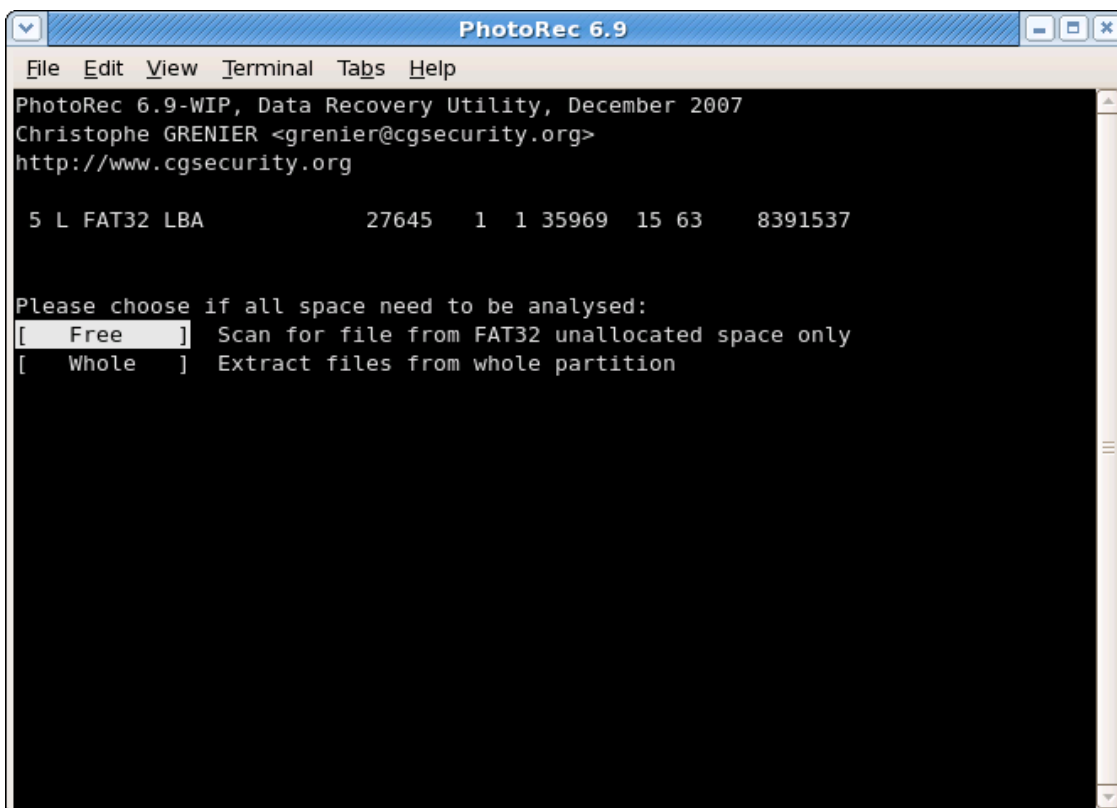 PhotoRec 6.9
File Edit View Terminal Tabs Help
PhotoRec 6.9-WIP, Data Recovery Utility, December 2007
Christophe GRENIER <grenier@cgsecurity.org>
http://www.cgsecurity.org
5 L FAT32 LBA 27645 1 1 35969 15 63 8391537
Please choose if all space need to be analysed:
[ Free ] Scan for file from FAT32 unallocated space only
[ Whole ] Extract files from whole partition